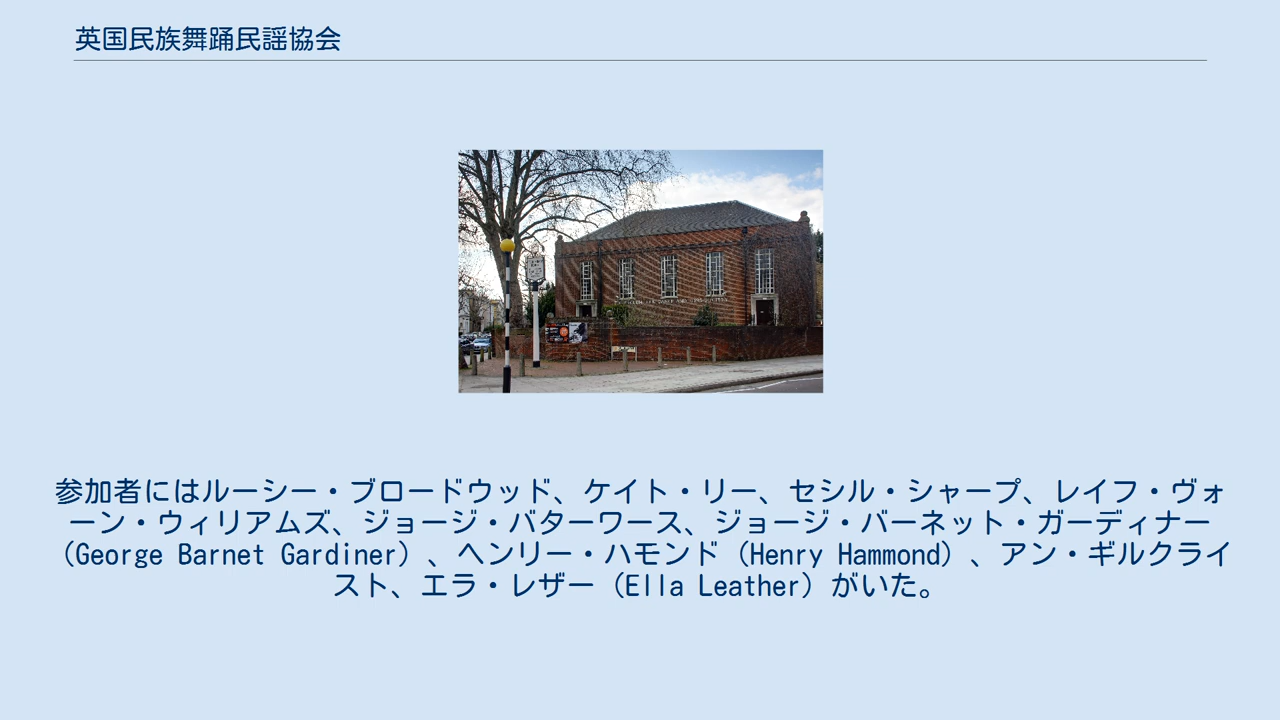 英国民族舞踊民謡協会
参加者にはルーシー・ブロードウッド、ケイト・リー、セシル・シャープ、レイフ・ヴォ
ーン・ウィリアムズ、ジョージ・バターワース、ジョージ・バーネット・ガーディナー
（George Barnet Gardiner）、ヘンリー・ハモンド（Henry Hammond）、アン・ギルクライ
スト、エラ・レザー（Ella Leather）がいた。